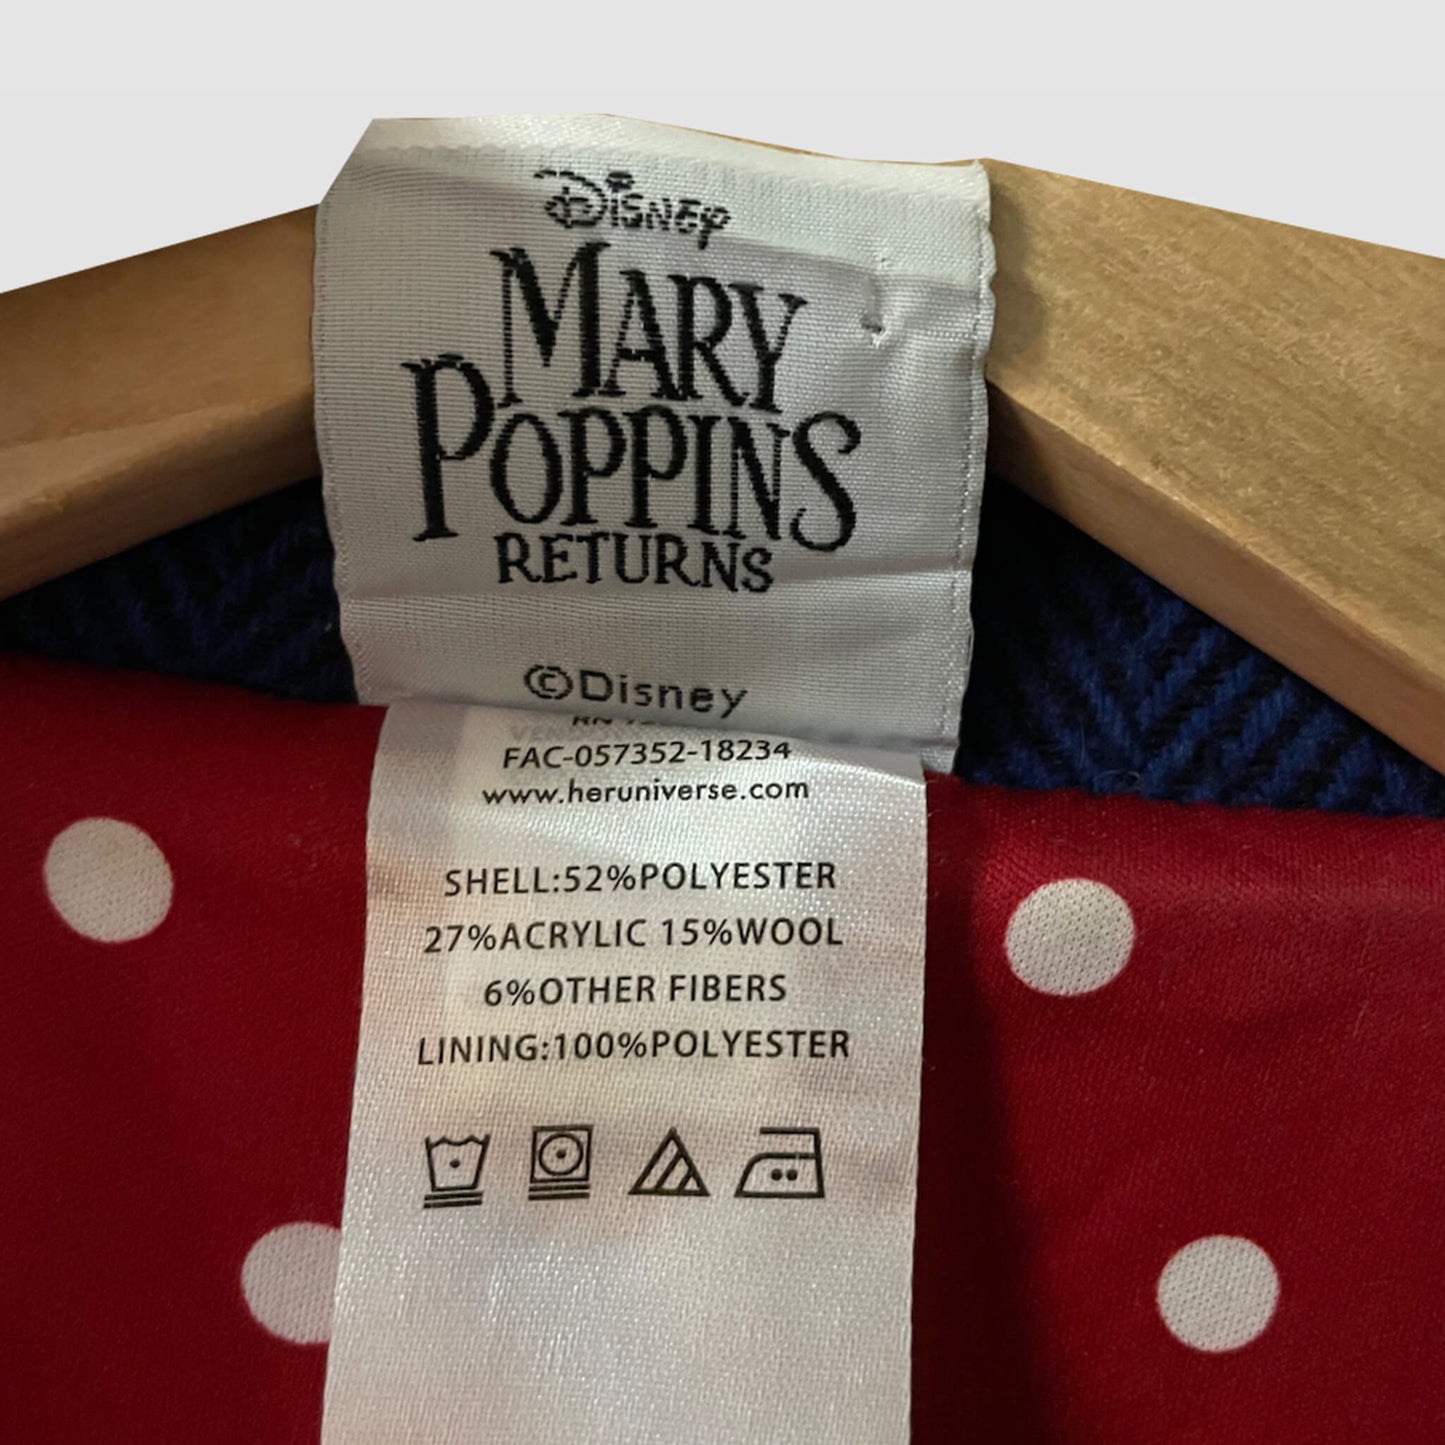 Disney
MARY
POPPINS
RETURNS
©Disney
RN
FAC-057352-18234
www.heruniverse.com
SHELL:52%POLYESTER
27%ACRYLIC 15%WOOL
6%OTHER FIBERS
LINING:100%POLYESTER